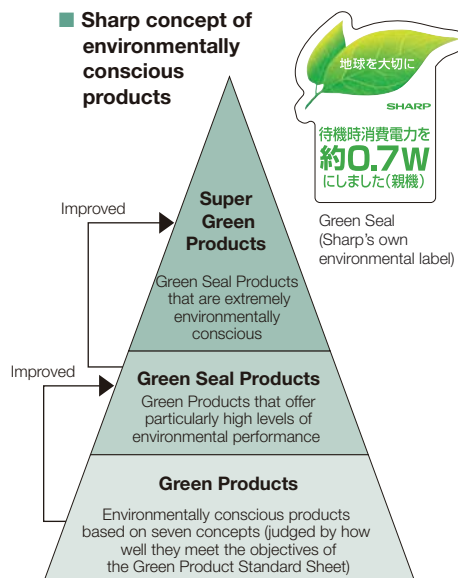 ■ Sharp concept of
environmentally
conscious
products
地球を大切に
SHARP
待機時消費電力を
約0.7W
にしました(親機)
Green Seal
(Sharp's own
environmental label)
Improved
Super
Green
Products
Green Seal Products
that are extremely
environmentally
conscious
Improved
Green Seal Products
Green Products that offer
particularly high levels of
environmental performance
Green Products
Environmentally conscious products
based on seven concepts (judged by how
well they meet the objectives of
the Green Product Standard Sheet)